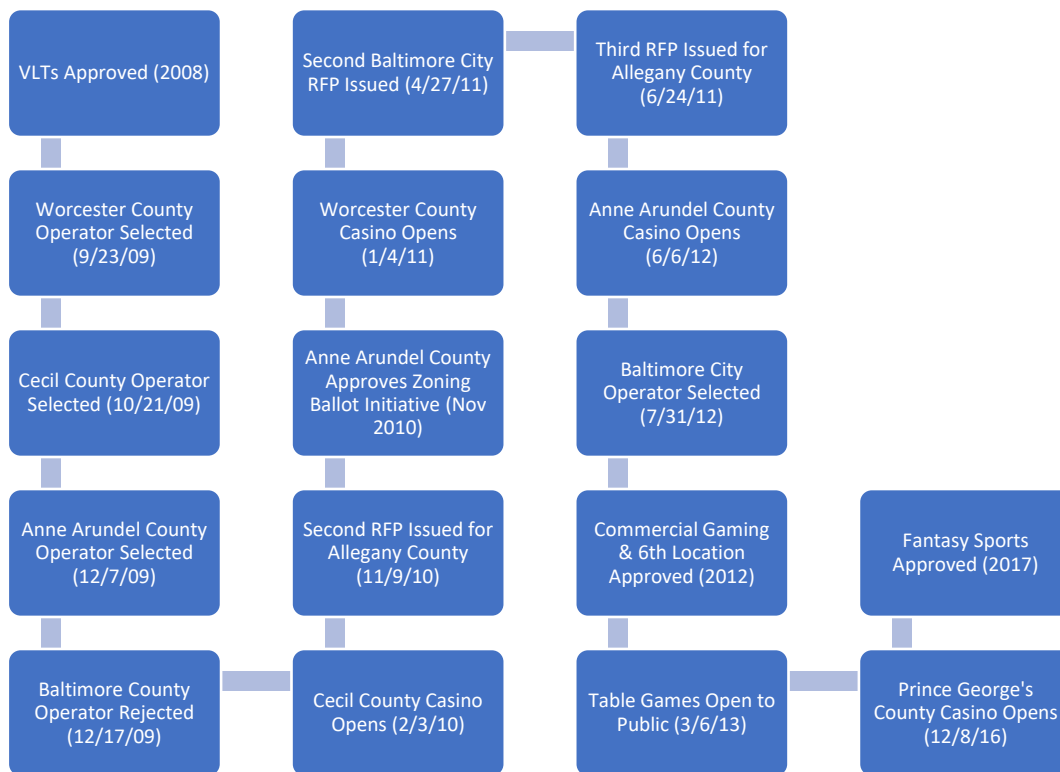 VLTs Approved (2008)
Worcester County
Operator Selected
(9/23/09)
Cecil County Operator
Selected (10/21/09)
Anne Arundel County
Operator Selected
(12/7/09)
Baltimore County
Operator Rejected
(12/17/09)
Cecil County Casino
Opens (2/3/10)
Second RFP Issued for
Allegany County
(11/9/10)
Anne Arundel County
Approves Zoning
Ballot Initiative (Nov
2010)
Worcester County
Casino Opens
(1/4/11)
Second Baltimore City
RFP Issued (4/27/11)
Third RFP Issued for
Allegany County
(6/24/11)
Anne Arundel County
Casino Opens
(6/6/12)
Baltimore City
Operator Selected
(7/31/12)
Commercial Gaming
& 6th Location
Approved (2012)
Table Games Open to
Public (3/6/13)
Prince George's
County Casino Opens
(12/8/16)
Fantasy Sports
Approved (2017)